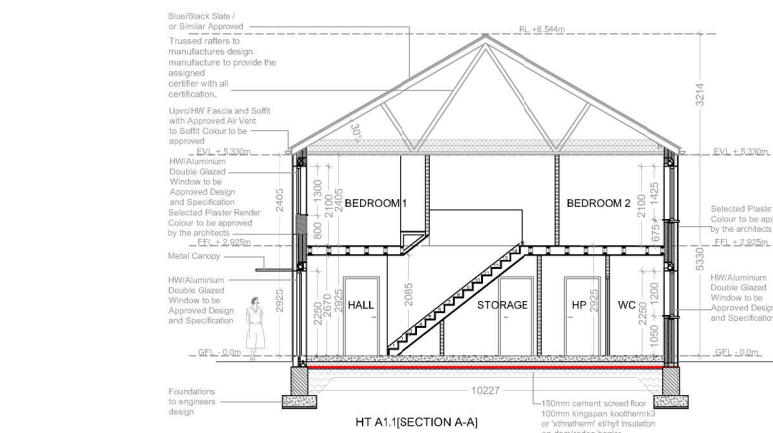 Blue/Black Slate /
or Similar Approved
Trussed rafters to
manufactures design.
manufacture to provide the
assigned
certifier with all
certification.
Upvc/HW Fascia and Soffit
with Approved Air Vent
to Soffit Colour to be
approved
EVL + 5.330m
HW/Aluminium
Double Glazed
Window to be
Approved Design
and Specification
Selected Plaster Render
Colour to be approved
by the architects
FFL + 2.925m
Metal Canopy
HW/Aluminium
Double Glazed
Window to be
Approved Design
and Specification
GFL - 0.0m
Foundations
to engineers
design
RL +8.544m
30°
3214
2405
1300
800
2100
2405
BEDROOM 1
BEDROOM 2
2100
1425
675
5330
2925
2250
2670
2925
HALL
2085
STORAGE
HP
2925
WC
2250
1200
1050
10227
EVL + 5.330m
Selected Plaster
by the architects
FFL + 2.925m
HW/Aluminium
Double Glazed
Window to be
Approved Design
and Specification
GFL - 0.0m
150mm cement screed floor
100mm kingspan koolthermk3
or 'xthratherm' xt/hyf insulation
HT A1.1[SECTION A-A]